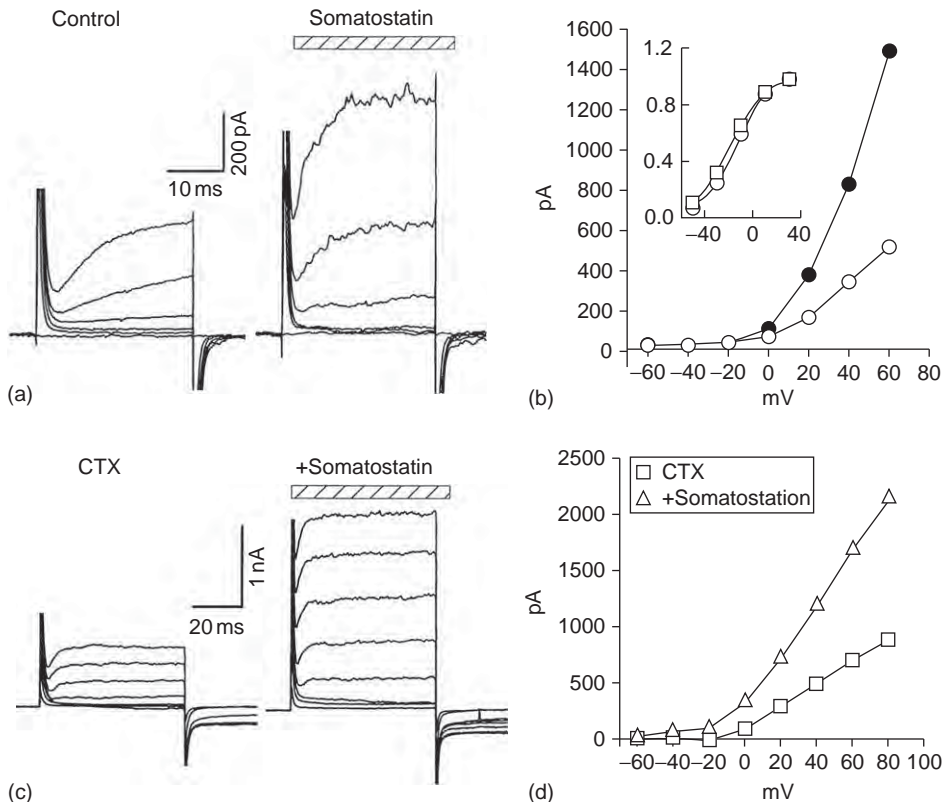 Control
Somatostatin
200 pA
10 ms
(a)
1600
1400
1200
1000
800
600
400
200
0
pA
1.2
0.8
0.4
0.0
−40
0
40
−60 −40 −20 0 20 40 60 80
mV
(b)
CTX
+Somatostatin
1 nA
20 ms
(c)
2500
2000
1500
1000
500
0
pA
CTX
+Somatostation
−60 −40 −20 0 20 40 60 80 100
mV
(d)